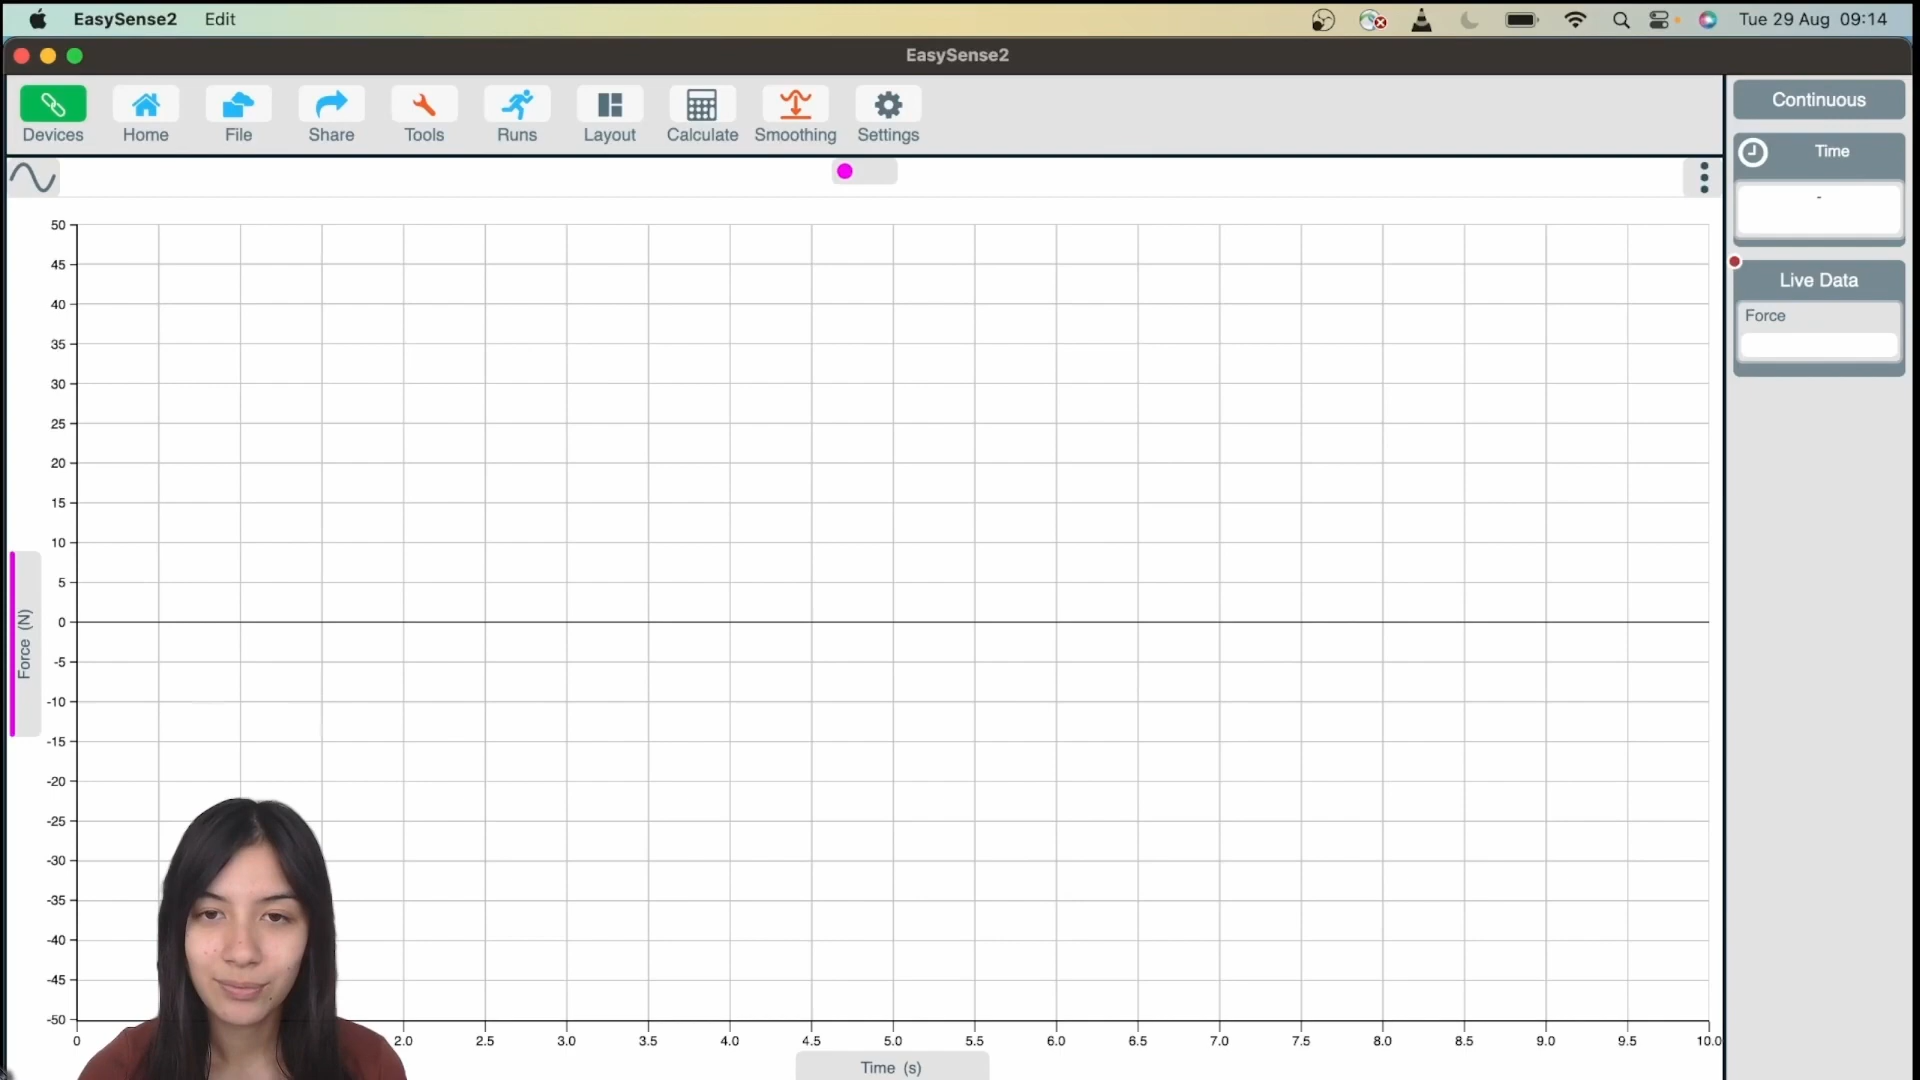 EasySense2 Edit Tue 29 Aug 09:14
EasySense2
Devices Home File Share Tools Runs Layout Calculate Smoothing Settings
Continuous
Time
-
Live Data
Force
50
45
40
35
30
25
20
15
10
5
0
-5
-10
-15
-20
-25
-30
-35
-40
-45
-50
Force (N)
0 2.0 2.5 3.0 3.5 4.0 4.5 5.0 5.5 6.0 6.5 7.0 7.5 8.0 8.5 9.0 9.5 10.0
Time (s)